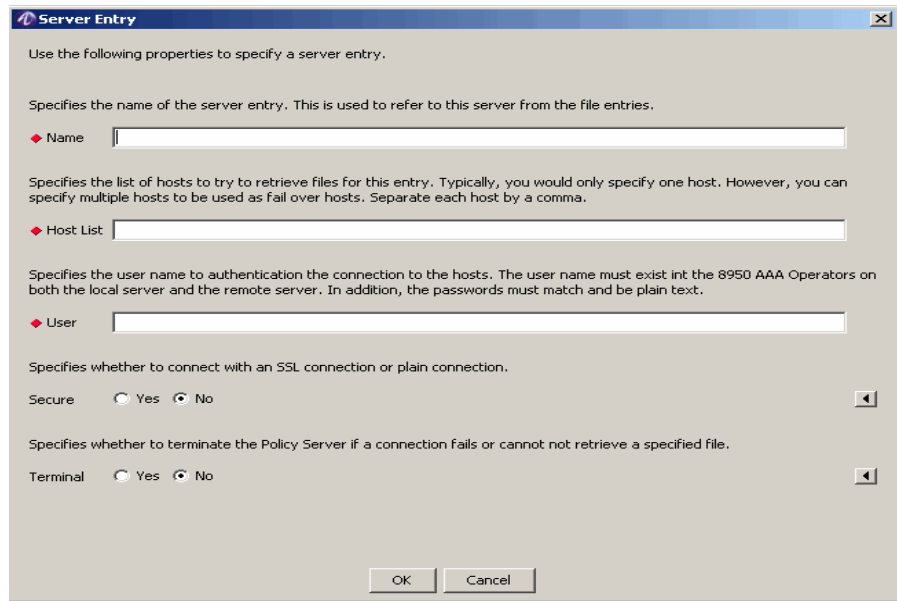 Server Entry
Use the following properties to specify a server entry.
Specifies the name of the server entry. This is used to refer to this server from the file entries.
Name
Specifies the list of hosts to try to retrieve files for this entry. Typically, you would only specify one host. However, you can
specify multiple hosts to be used as fail over hosts. Separate each host by a comma.
Host List
Specifies the user name to authentication the connection to the hosts. The user name must exist int the 8950 AAA Operators on
both the local server and the remote server. In addition, the passwords must match and be plain text.
User
Specifies whether to connect with an SSL connection or plain connection.
Secure Yes No
Specifies whether to terminate the Policy Server if a connection fails or cannot not retrieve a specified file.
Terminal Yes No
OK Cancel